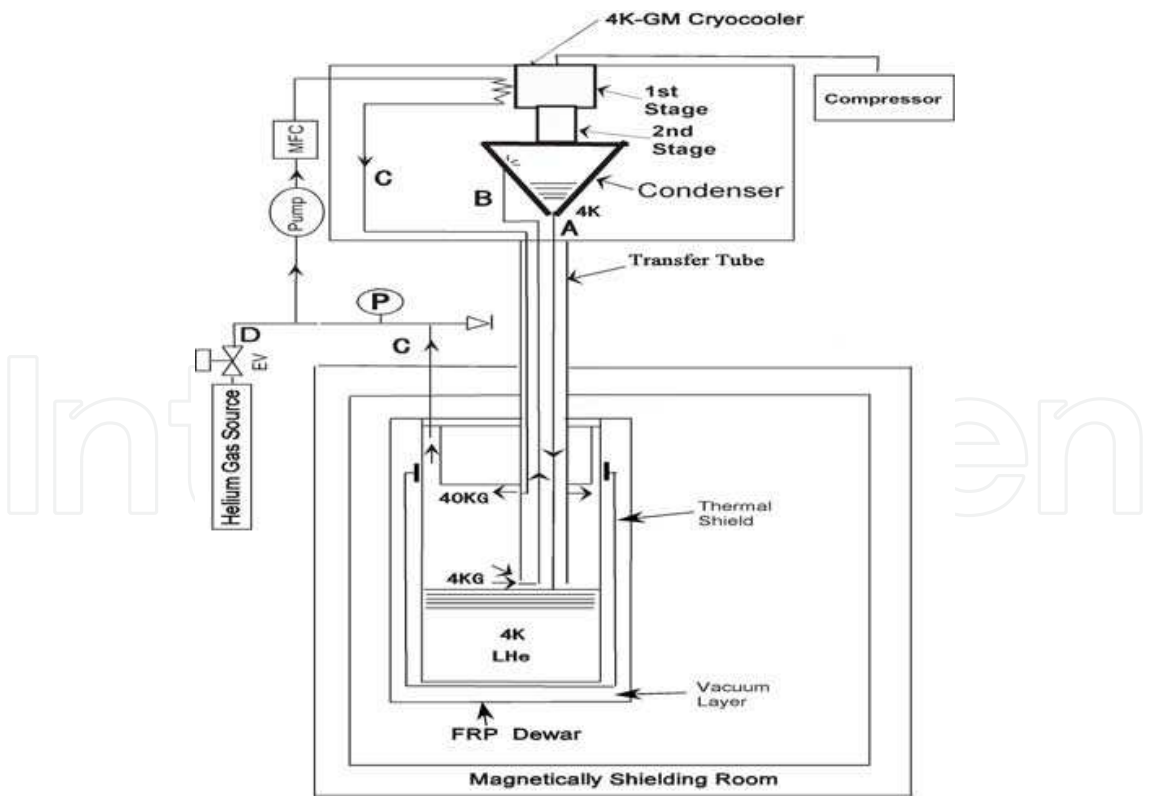 4K-GM Cryocooler
1st
Stage
Compressor
2nd
Stage
MFC
C
B
Condenser
4K
A
Pump
Transfer Tube
P
D
C
EV
Helium Gas Source
40KG
Thermal
Shield
4KG
4K
LHe
Vacuum
Layer
FRP Dewar
Magnetically Shielding Room